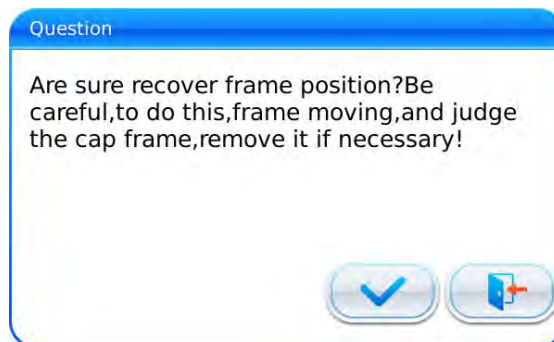 Question
Are sure recover frame position?Be
careful,to do this,frame moving,and judge
the cap frame,remove it if necessary!